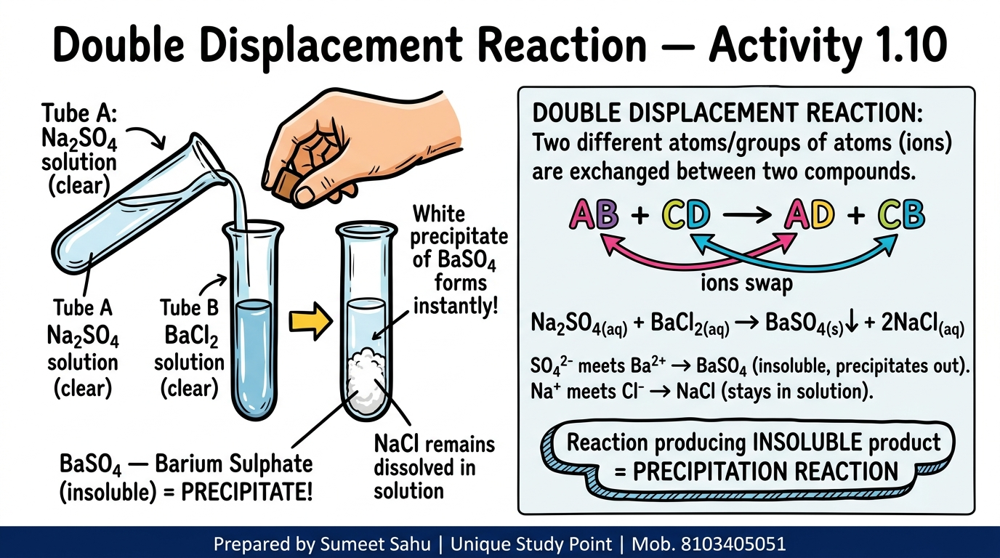 Double Displacement Reaction — Activity 1.10
Tube A:
Na₂SO₄
solution
(clear)
Tube A
Na₂SO₄
solution
(clear)
Tube B
BaCl₂
solution
(clear)
White
precipitate
of BaSO₄
forms
instantly!
BaSO₄ — Barium Sulphate
(insoluble) = PRECIPITATE!
NaCl remains
dissolved in
solution
DOUBLE DISPLACEMENT REACTION:
Two different atoms/groups of atoms (ions)
are exchanged between two compounds.
AB + CD → AD + CB
ions swap
Na₂SO₄(aq) + BaCl₂(aq) → BaSO₄(s)↓ + 2NaCl(aq)
SO₄²⁻ meets Ba²⁺ → BaSO₄ (insoluble, precipitates out).
Na⁺ meets Cl⁻ → NaCl (stays in solution).
Reaction producing INSOLUBLE product
= PRECIPITATION REACTION
Prepared by Sumeet Sahu | Unique Study Point | Mob. 8103405051